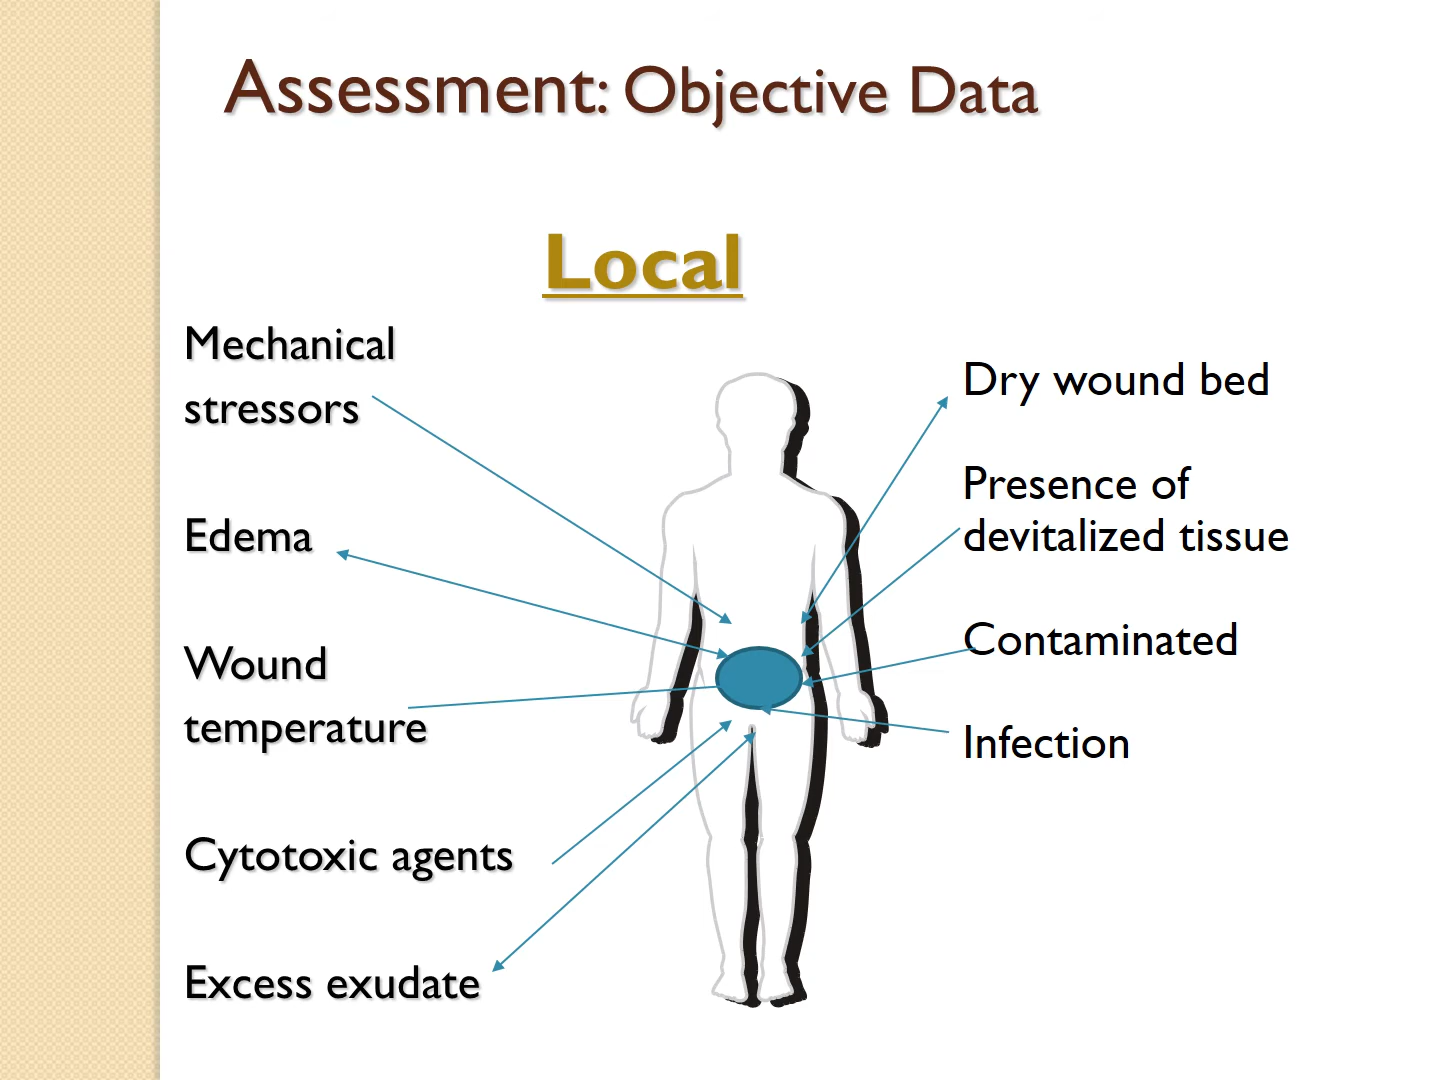 Assessment: Objective Data
Local
Mechanical
stressors
Edema
Wound
temperature
Cytotoxic agents
Excess exudate
Dry wound bed
Presence of
devitalized tissue
Contaminated
Infection